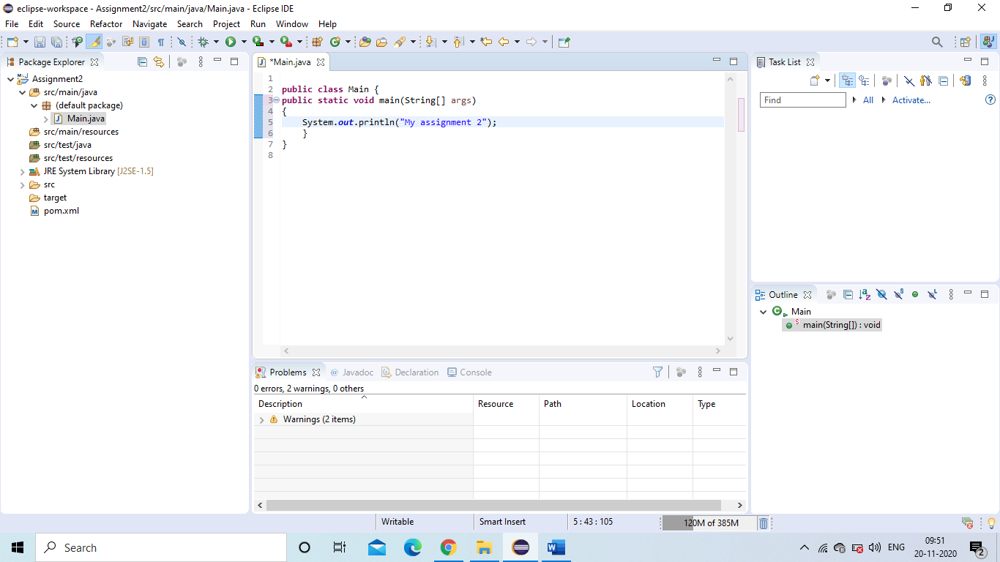 eclipse-workspace - Assignment2/src/main/java/Main.java - Eclipse IDE
File Edit Source Refactor Navigate Search Project Run Window Help
Package Explorer
Assignment2
src/main/java
(default package)
Main.java
src/main/resources
src/test/java
src/test/resources
JRE System Library [J2SE-1.5]
src
target
pom.xml
*Main.java
1
2 public class Main {
3 public static void main(String[] args)
4 {
5 System.out.println("My assignment 2");
6 }
7 }
8
Task List
Find All Activate...
Outline
Main
main(String[]) : void
Problems @ Javadoc Declaration Console
0 errors, 2 warnings, 0 others
Description Resource Path Location Type
Warnings (2 items)
Writable Smart Insert 5 : 43 : 105 120M of 385M
Search
ENG
09:51
20-11-2020
2